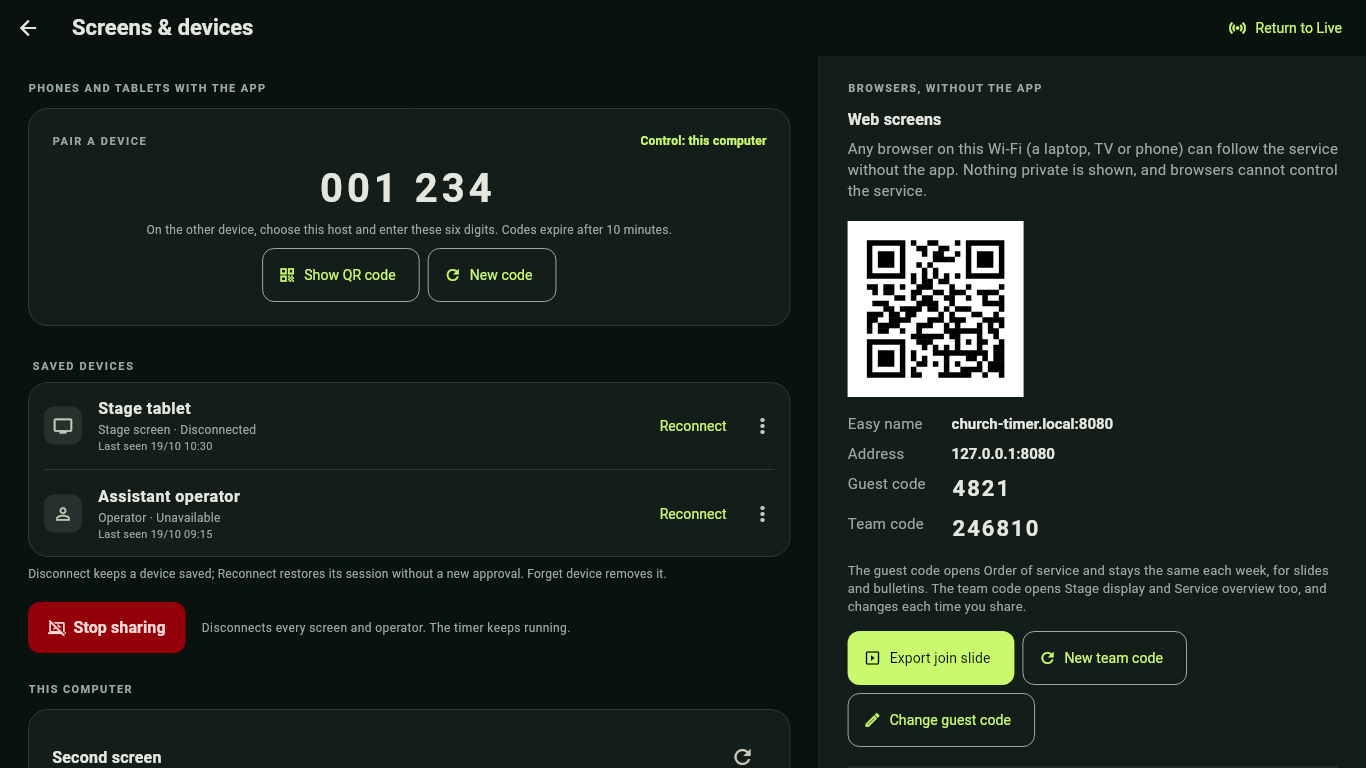 Screens & devices
Return to Live
PHONES AND TABLETS WITH THE APP
PAIR A DEVICE
Control: this computer
001 234
On the other device, choose this host and enter these six digits. Codes expire after 10 minutes.
Show QR code
New code
SAVED DEVICES
Stage tablet
Stage screen · Disconnected
Last seen 19/10 10:30
Reconnect
Assistant operator
Operator · Unavailable
Last seen 19/10 09:15
Reconnect
Disconnect keeps a device saved; Reconnect restores its session without a new approval. Forget device removes it.
Stop sharing
Disconnects every screen and operator. The timer keeps running.
THIS COMPUTER
Second screen
BROWSERS, WITHOUT THE APP
Web screens
Any browser on this Wi-Fi (a laptop, TV or phone) can follow the service
without the app. Nothing private is shown, and browsers cannot control
the service.
Easy name church-timer.local:8080
Address 127.0.0.1:8080
Guest code 4821
Team code 246810
The guest code opens Order of service and stays the same each week, for slides
and bulletins. The team code opens Stage display and Service overview too, and
changes each time you share.
Export join slide
New team code
Change guest code